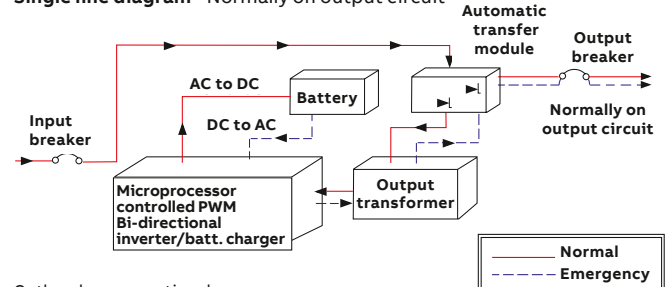 Single line diagram - Normally on output circuit
Automatic
transfer
module
Output
breaker
AC to DC
Battery
DC to AC
Input
breaker
Normally on
output circuit
Microprocessor
controlled PWM
Bi-directional
inverter/batt. charger
Output
transformer
Normal
Emergency